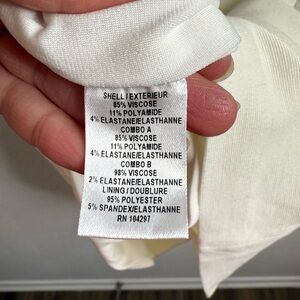 SHELL / EXTERIEUR
85% VISCOSE
11% POLYAMIDE
4% ELASTANE/ELASTHANNE
COMBO A
85% VISCOSE
11% POLYAMIDE
4% ELASTANE/ELASTHANNE
COMBO B
98% VISCOSE
2% ELASTANE/ELASTHANNE
LINING / DOUBLURE
95% POLYESTER
5% SPANDEX/ELASTHANNE
RN 104297